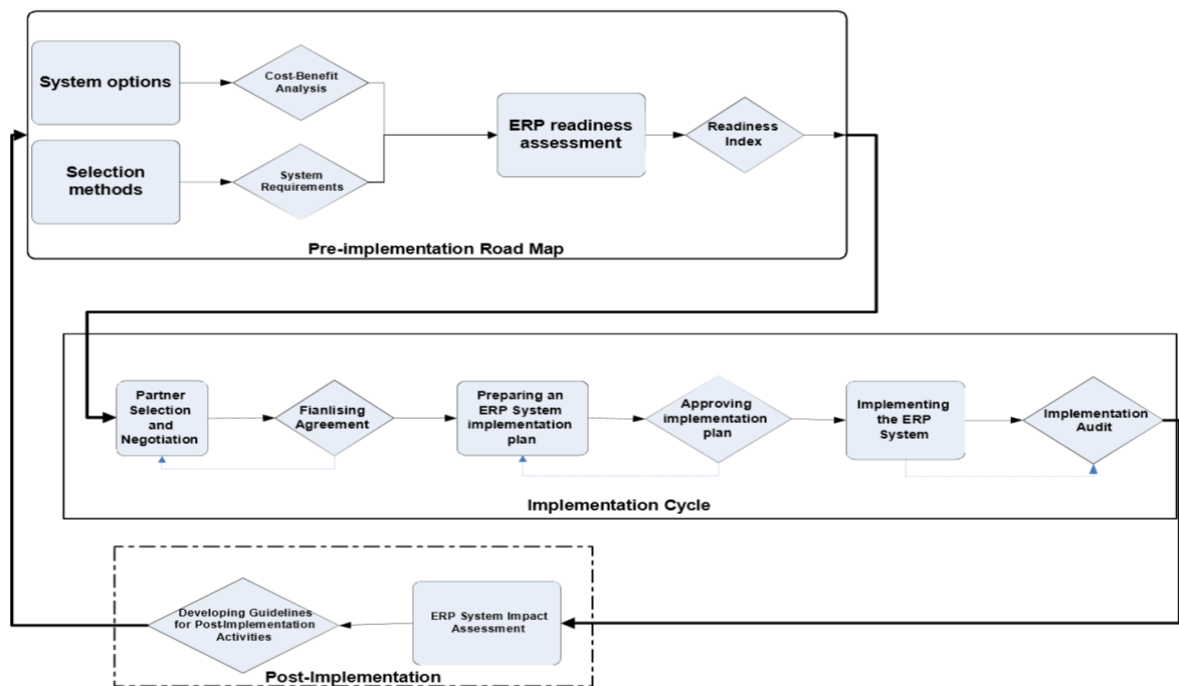 System options
Cost-Benefit
Analysis
Selection
methods
System
Requirements
ERP readiness
assessment
Readiness
Index
Pre-implementation Road Map
Partner
Selection
and
Negotiation
Fianlising
Agreement
Preparing an
ERP System
implementation
plan
Approving
implementation
plan
Implementing
the ERP
System
Implementation
Audit
Implementation Cycle
Developing Guidelines
for Post-Implementation
Activities
ERP System Impact
Assessment
Post-Implementation